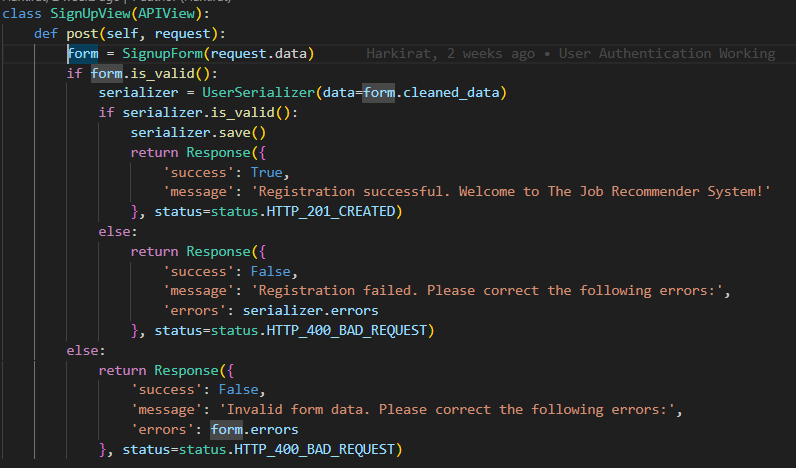 class SignUpView(APIView):
    def post(self, request):
        form = SignupForm(request.data)    Harkirat, 2 weeks ago • User Authentication Working
        if form.is_valid():
            serializer = UserSerializer(data=form.cleaned_data)
            if serializer.is_valid():
                serializer.save()
                return Response({
                    'success': True,
                    'message': 'Registration successful. Welcome to The Job Recommender System!'
                }, status=status.HTTP_201_CREATED)
            else:
                return Response({
                    'success': False,
                    'message': 'Registration failed. Please correct the following errors:',
                    'errors': serializer.errors
                }, status=status.HTTP_400_BAD_REQUEST)
        else:
            return Response({
                'success': False,
                'message': 'Invalid form data. Please correct the following errors:',
                'errors': form.errors
            }, status=status.HTTP_400_BAD_REQUEST)